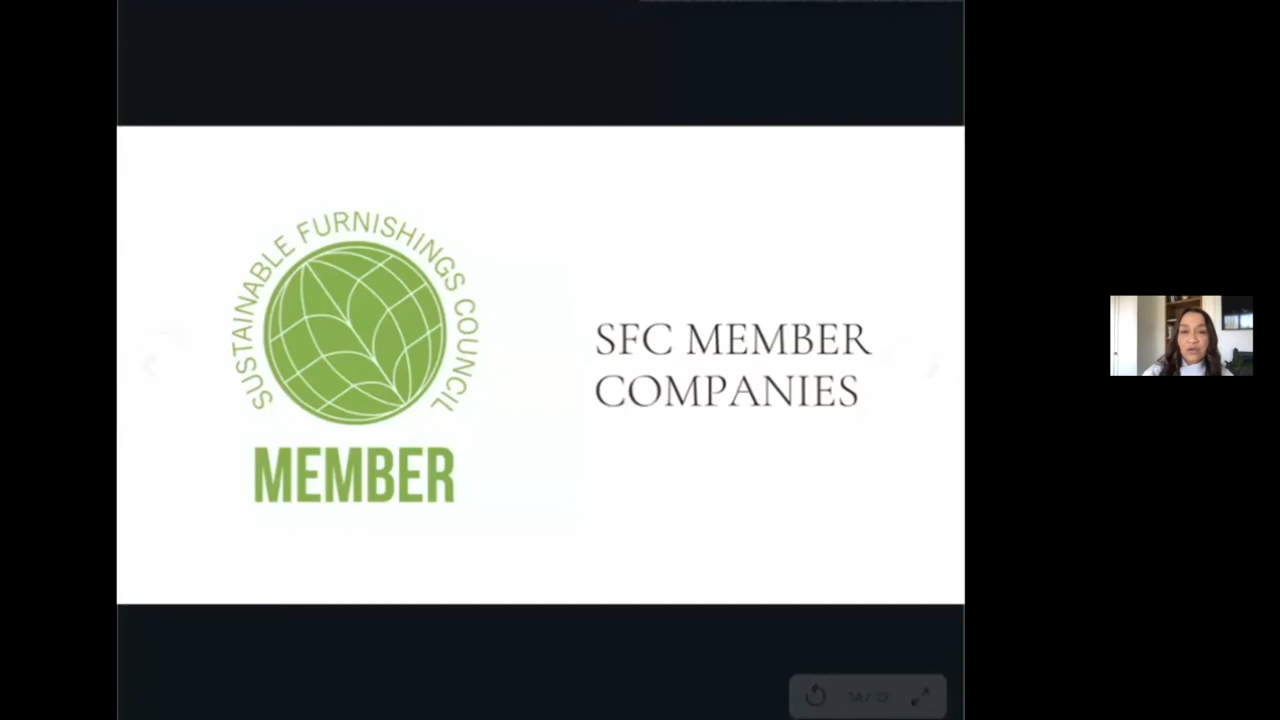 SUSTAINABLE FURNISHINGS COUNCIL
MEMBER
SFC MEMBER
COMPANIES